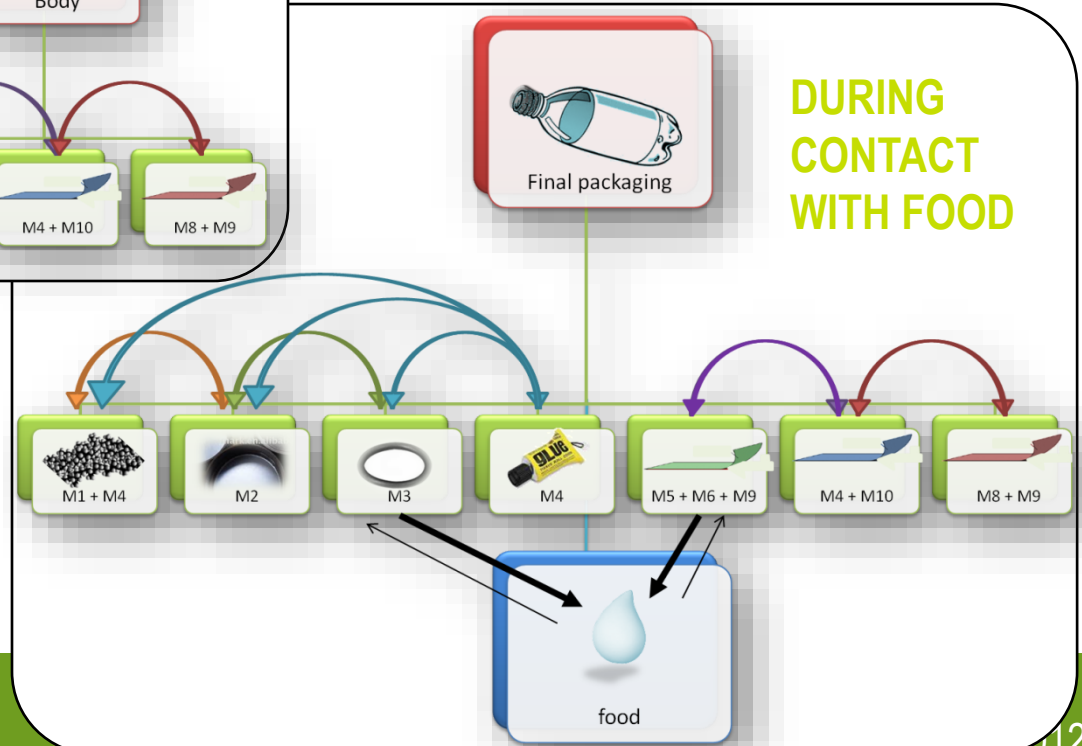 Body
M4 + M10
M8 + M9
Final packaging
DURING
CONTACT
WITH FOOD
M1 + M4
M2
M3
GLUE
M4
M5 + M6 + M9
M4 + M10
M8 + M9
food